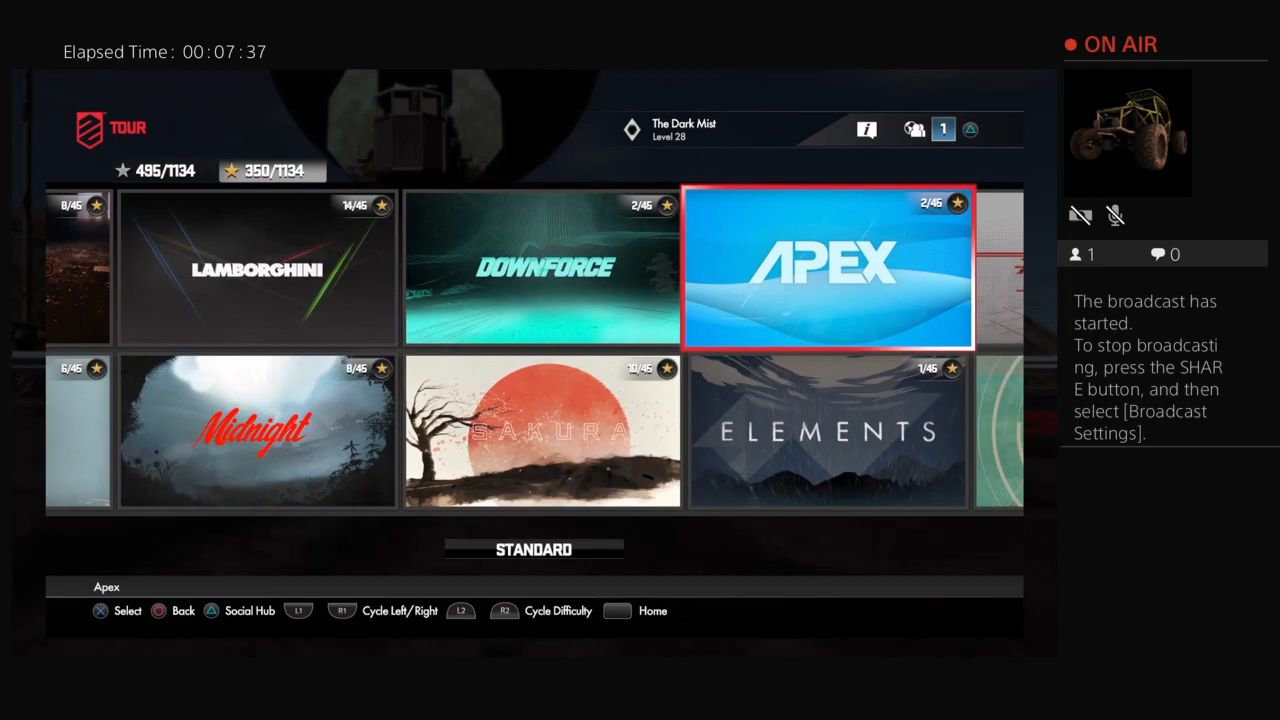 Elapsed Time: 00:07:37
ON AIR
TOUR
The Dark Mist
Level 28
1
495/1134
350/1134
8/45
14/45
2/45
2/45
LAMBORGHINI
DOWNFORCE
APEX
6/45
8/45
10/45
1/45
Midnight
SAKURA
ELEMENTS
STANDARD
Apex
Select
Back
Social Hub
L1
R1
Cycle Left/Right
L2
R2
Cycle Difficulty
Home
1
0
The broadcast has
started.
To stop broadcasti
ng, press the SHAR
E button, and then
select [Broadcast
Settings].